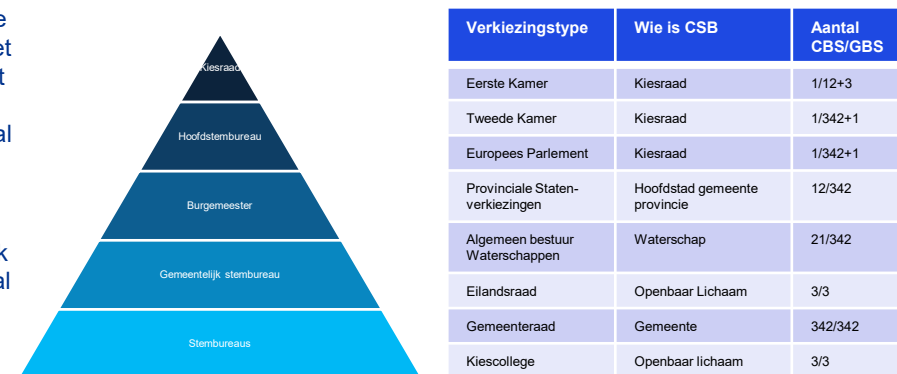 e
et
t
al
k
al
Kiesraad
Hoofdstembureau
Burgemeester
Gemeentelijk stembureau
Stembureaus
Verkiezingstype Wie is CSB Aantal
CBS/GBS
Eerste Kamer Kiesraad 1/12+3
Tweede Kamer Kiesraad 1/342+1
Europees Parlement Kiesraad 1/342+1
Provinciale Staten- Hoofdstad gemeente 12/342
verkiezingen provincie
Algemeen bestuur Waterschap 21/342
Waterschappen
Eilandsraad Openbaar Lichaam 3/3
Gemeenteraad Gemeente 342/342
Kiescollege Openbaar lichaam 3/3